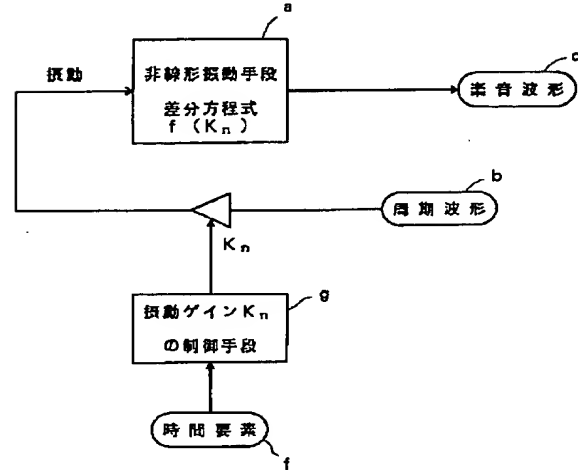 a
振動
非線形振動手段
差分方程式
f (Kn)
d
楽音波形
b
周期波形
Kn
g
振動ゲインKn
の制御手段
時間要素
f